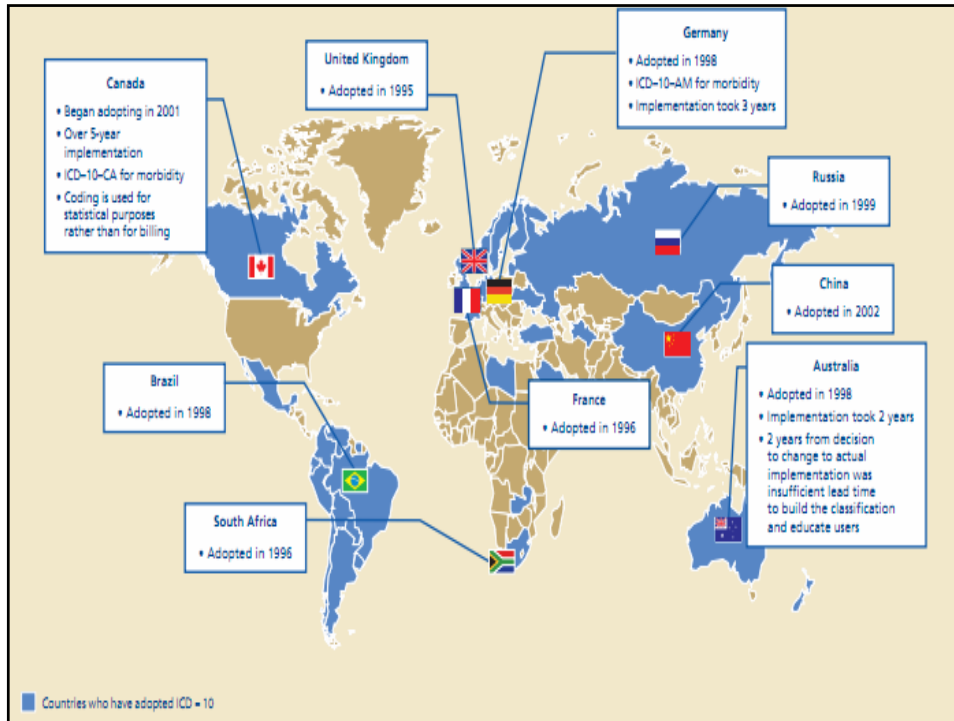 Canada
• Began adopting in 2001
• Over 5-year
implementation
• ICD–10–CA for morbidity
• Coding is used for
statistical purposes
rather than for billing
United Kingdom
• Adopted in 1995
Germany
• Adopted in 1998
• ICD–10–AM for morbidity
• Implementation took 3 years
Russia
• Adopted in 1999
China
• Adopted in 2002
Brazil
• Adopted in 1998
France
• Adopted in 1996
Australia
• Adopted in 1998
• Implementation took 2 years
• 2 years from decision
to change to actual
implementation was
insufficient lead time
to build the classification
and educate users
South Africa
• Adopted in 1996
Countries who have adopted ICD = 10